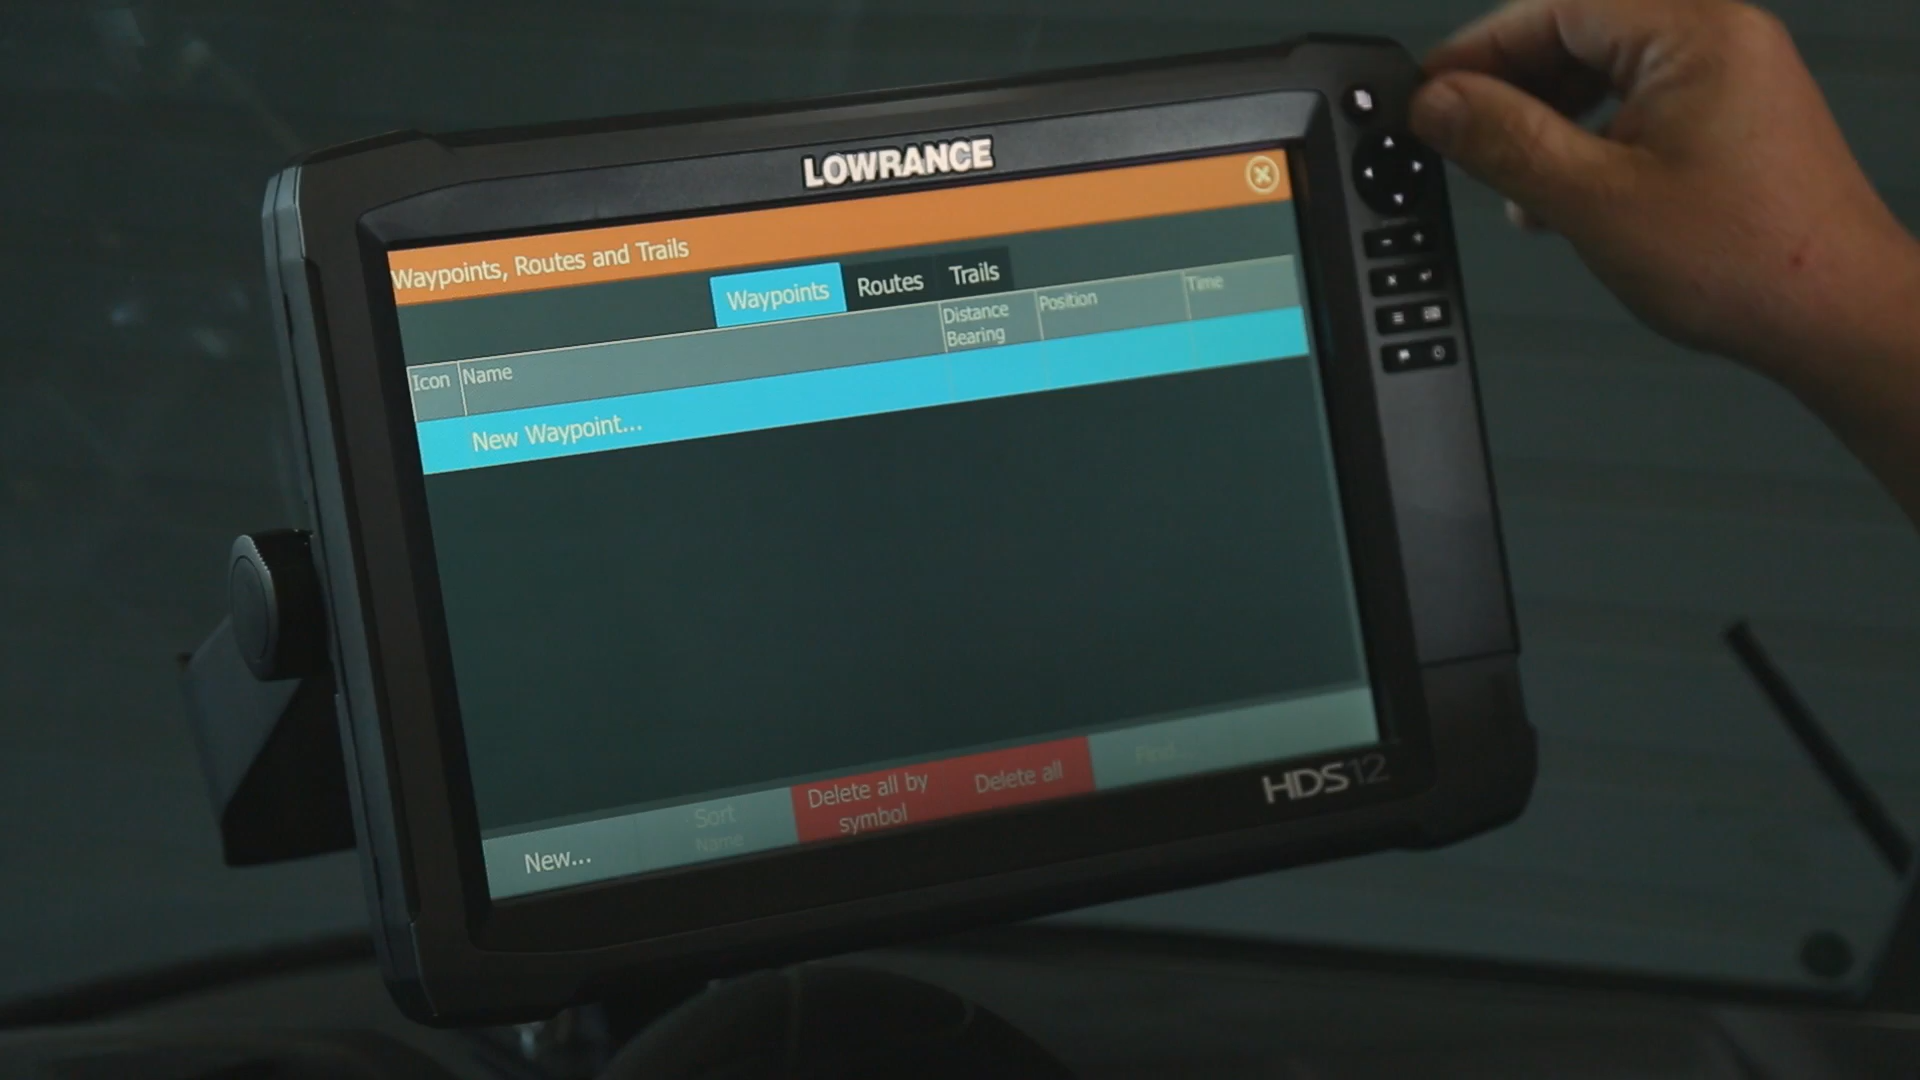 LOWRANCE
Waypoints, Routes and Trails
Waypoints Routes Trails
Icon Name Distance Position Time
Bearing
New Waypoint...
New... Sort Delete all by Delete all Find...
Name symbol
HDS12